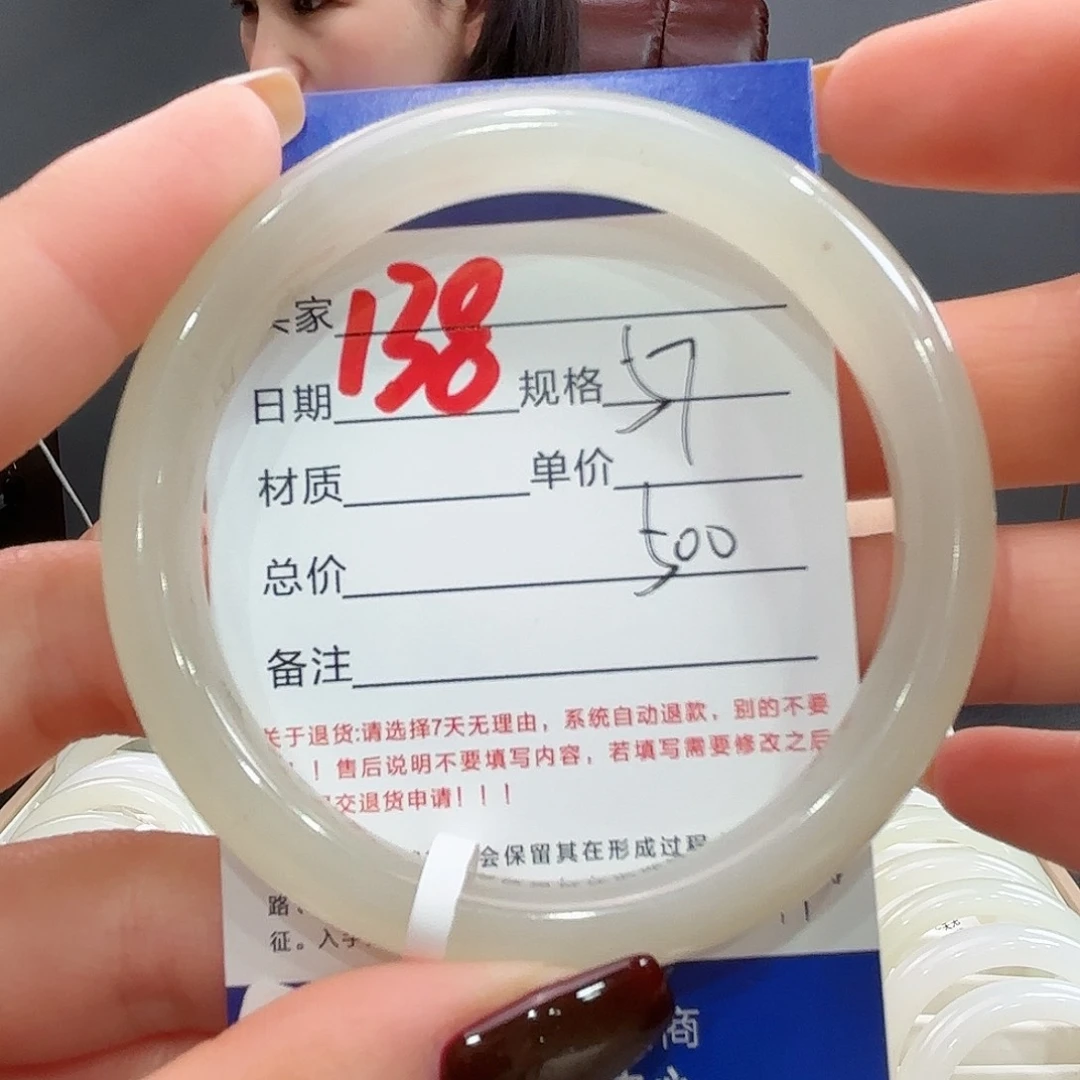 家
138
日期 规格 57
材质 单价
总价 500
备注
关于退货:请选择7天无理由，系统自动退款，别的不要
！！售后说明不要填写内容，若填写需要修改之后
交退货申请！！！
会保留其在形成过程
路、
征。入手
商